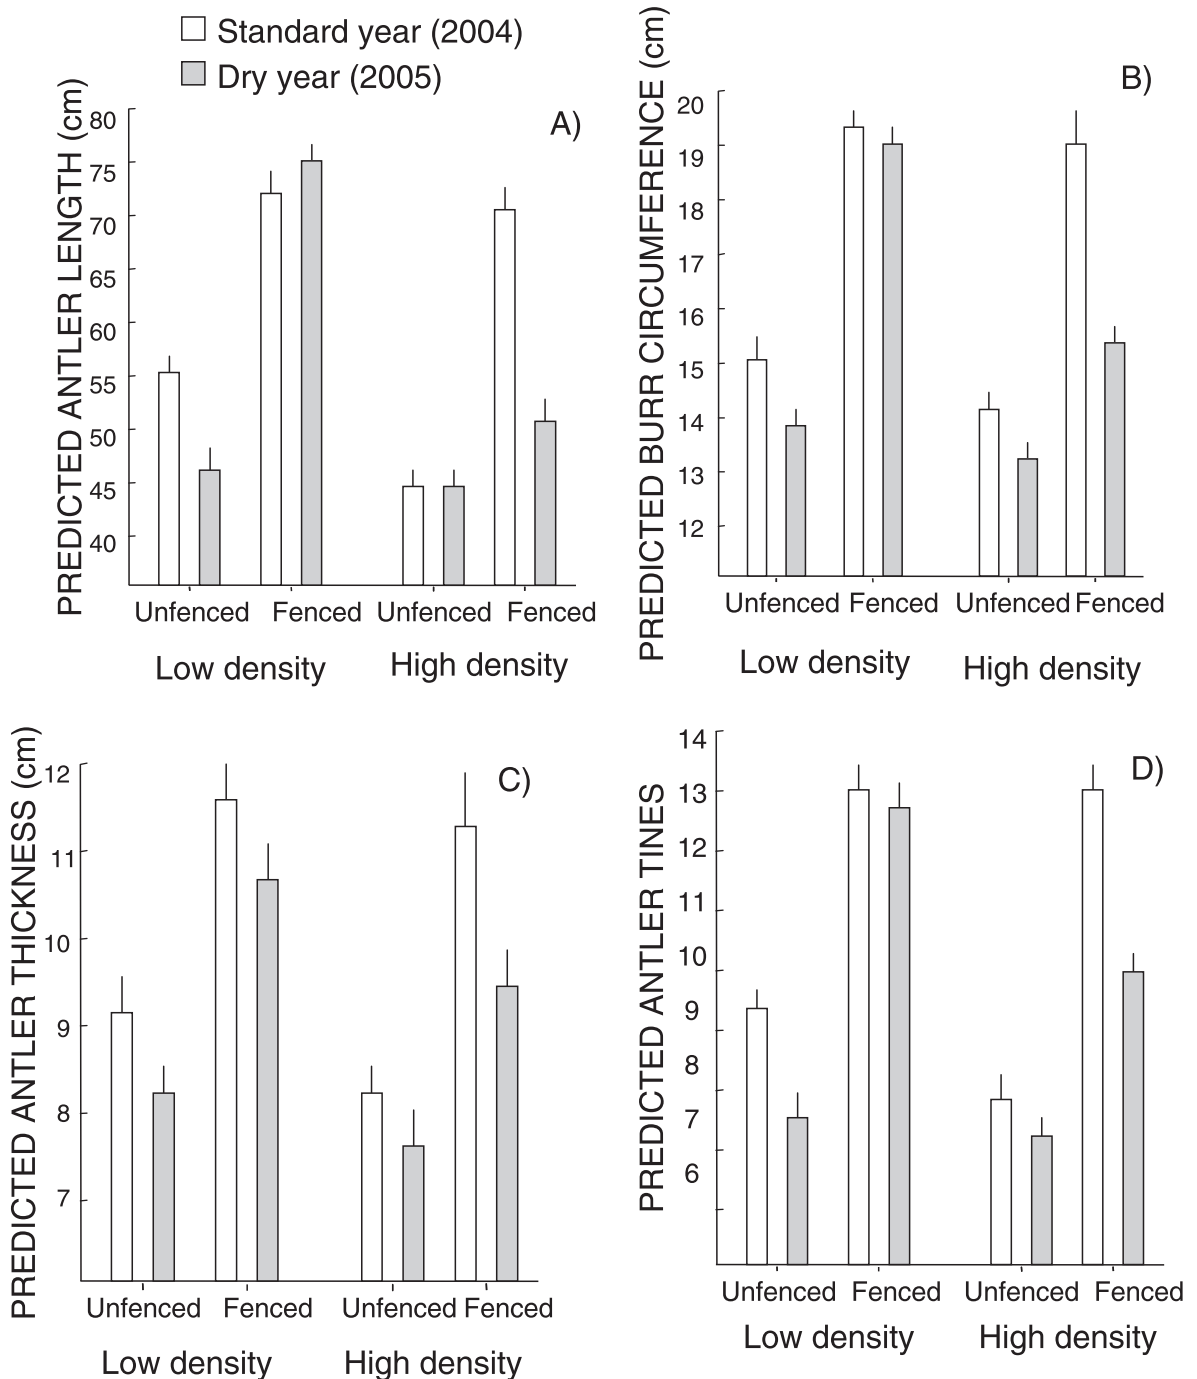 Standard year (2004)
Dry year (2005)
A)
PREDICTED ANTLER LENGTH (cm)
80
75
70
65
60
55
50
45
40
Unfenced Fenced Unfenced Fenced
Low density High density
B)
PREDICTED BURR CIRCUMFERENCE (cm)
20
19
18
17
16
15
14
13
12
Unfenced Fenced Unfenced Fenced
Low density High density
C)
PREDICTED ANTLER THICKNESS (cm)
12
11
10
9
8
7
Unfenced Fenced Unfenced Fenced
Low density High density
D)
PREDICTED ANTLER TINES
14
13
12
11
10
9
8
7
6
Unfenced Fenced Unfenced Fenced
Low density High density